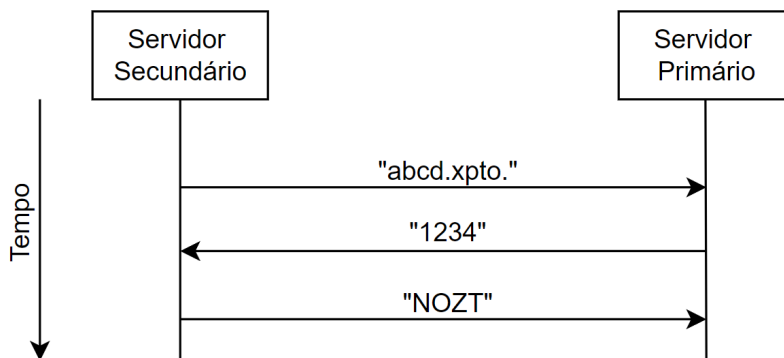 Servidor
Secundário
Servidor
Primário
Tempo
"abcd.xpto."
"1234"
"NOZT"